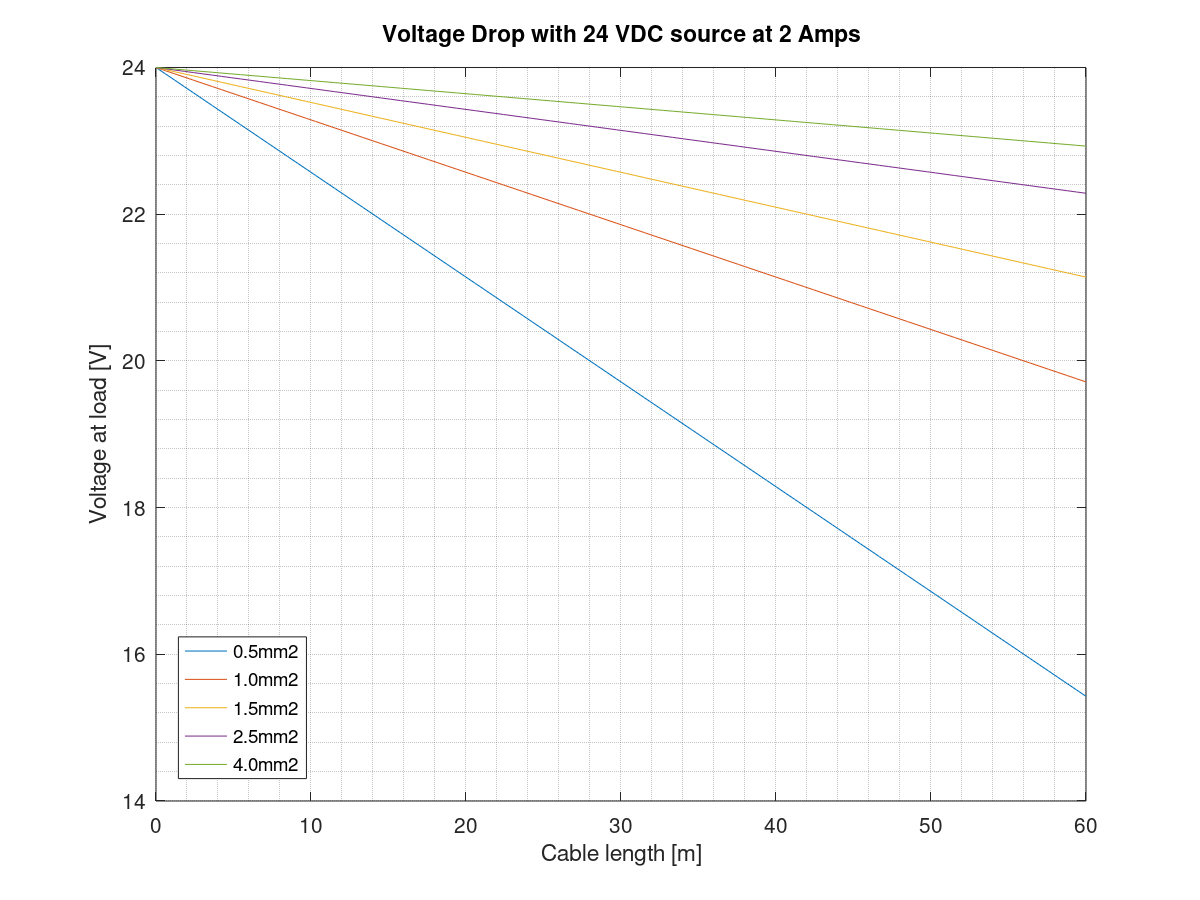 Voltage Drop with 24 VDC source at 2 Amps
24
22
20
18
16
14
Voltage at load [V]
0.5mm2
1.0mm2
1.5mm2
2.5mm2
4.0mm2
0 10 20 30 40 50 60
Cable length [m]